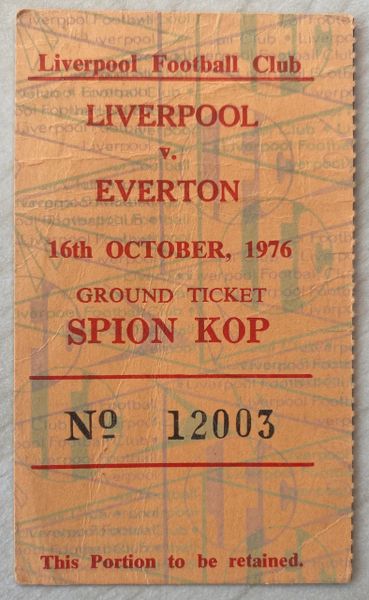 Liverpool Football Club
LIVERPOOL
v.
EVERTON
16th OCTOBER, 1976
GROUND TICKET
SPION KOP
Nº 12003
This Portion to be retained.